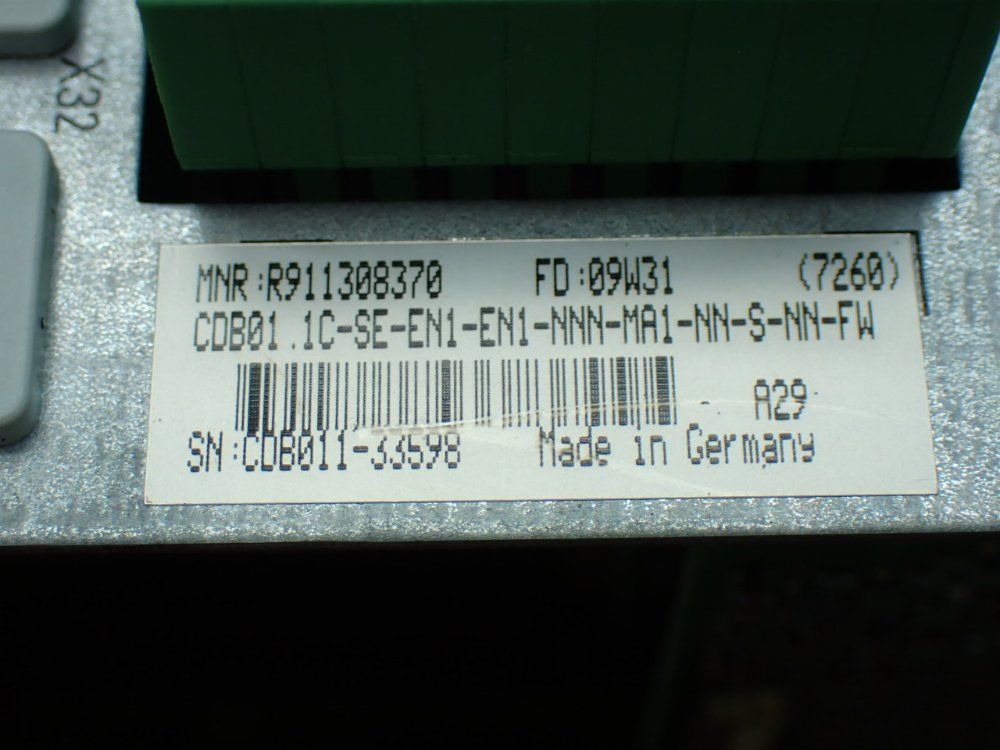 X32
MNR:R911308370 FD:09W31 (7260)
CDB01.1C-SE-EN1-EN1-NNN-MA1-NN-S-NN-FW
A29
SN:CDB011-33598 Made in Germany